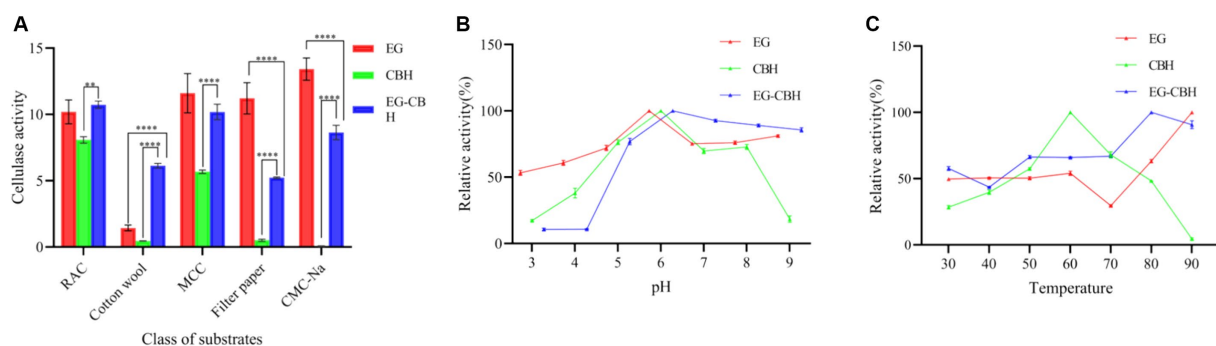 A
15
10
5
0
Cellulase activity
**
****
****
****
****
****
****
****
EG
CBH
EG-CB
H
RAC
Cotton wool
MCC
Filter paper
CMC-Na
Class of substrates
B
150
100
50
0
Relative activity(%)
EG
CBH
EG-CBH
3 4 5 6 7 8 9
pH
C
150
100
50
0
Relative activity(%)
EG
CBH
EG-CBH
30 40 50 60 70 80 90
Temperature